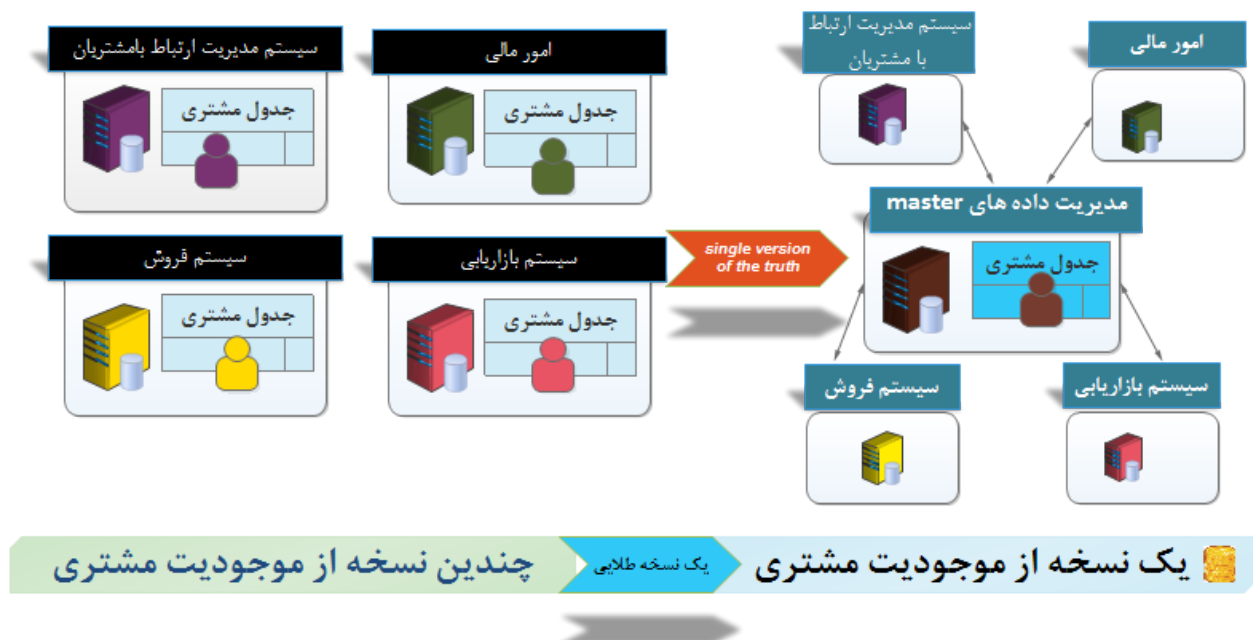 سیستم مدیریت ارتباط بامشتریان
جدول مشتری
امور مالی
جدول مشتری
سیستم فروش
جدول مشتری
سیستم بازاریابی
جدول مشتری
single version
of the truth
سیستم مدیریت ارتباط
با مشتریان
امور مالی
مدیریت داده های master
جدول مشتری
سیستم فروش
سیستم بازاریابی
چندین نسخه از موجودیت مشتری
یک نسخه طلایی
یک نسخه از موجودیت مشتری